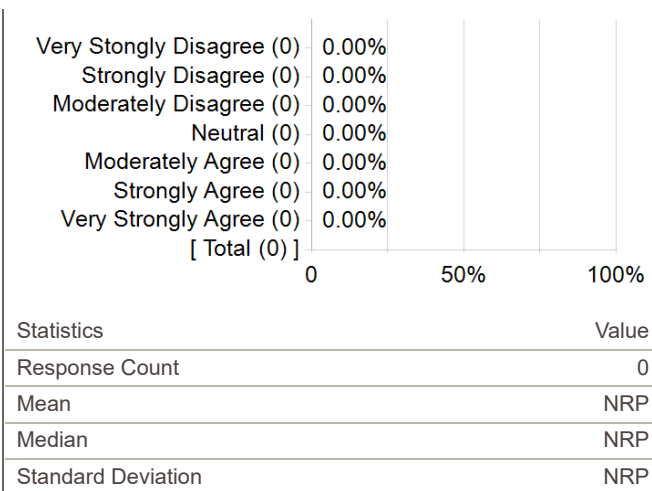 Very Stongly Disagree (0) 0.00%
Strongly Disagree (0) 0.00%
Moderately Disagree (0) 0.00%
Neutral (0) 0.00%
Moderately Agree (0) 0.00%
Strongly Agree (0) 0.00%
Very Strongly Agree (0) 0.00%
[ Total (0) ]
0 50% 100%
Statistics Value
Response Count 0
Mean NRP
Median NRP
Standard Deviation NRP